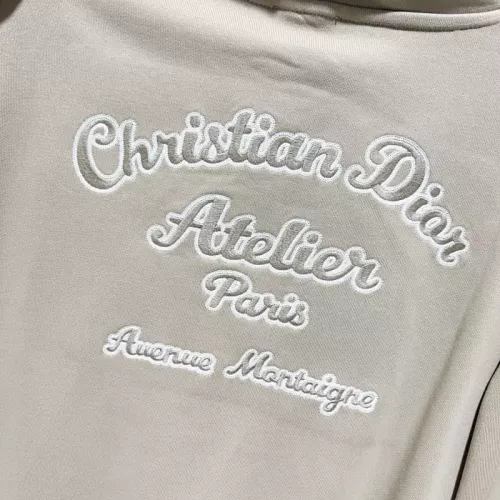 Christian Dior
Atelier
Paris
Avenue Montaigne